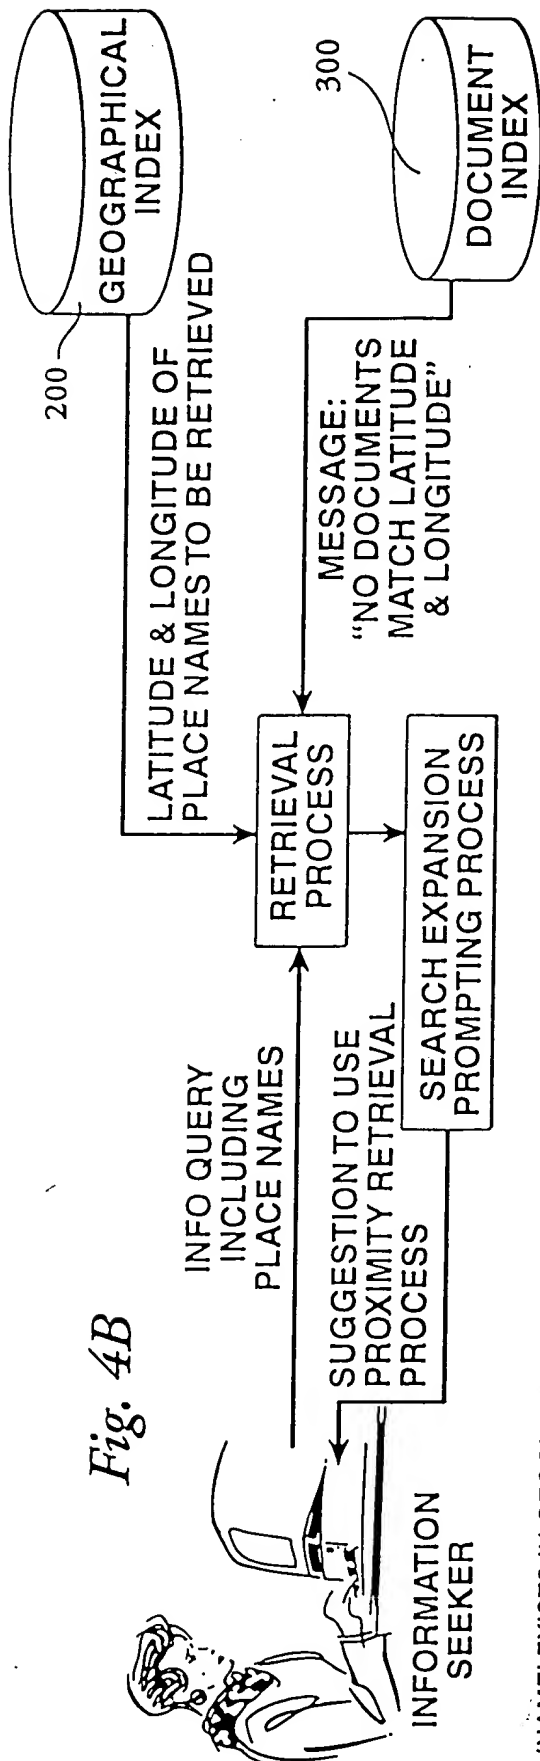 Fig. 4B
INFORMATION
SEEKER
INFO QUERY
INCLUDING
PLACE NAMES
SUGGESTION TO USE
PROXIMITY RETRIEVAL
PROCESS
RETRIEVAL
PROCESS
SEARCH EXPANSION
PROMPTING PROCESS
LATITUDE & LONGITUDE OF
PLACE NAMES TO BE RETRIEVED
MESSAGE:
“NO DOCUMENTS
MATCH LATITUDE
& LONGITUDE”
200
GEOGRAPHICAL
INDEX
300
DOCUMENT
INDEX